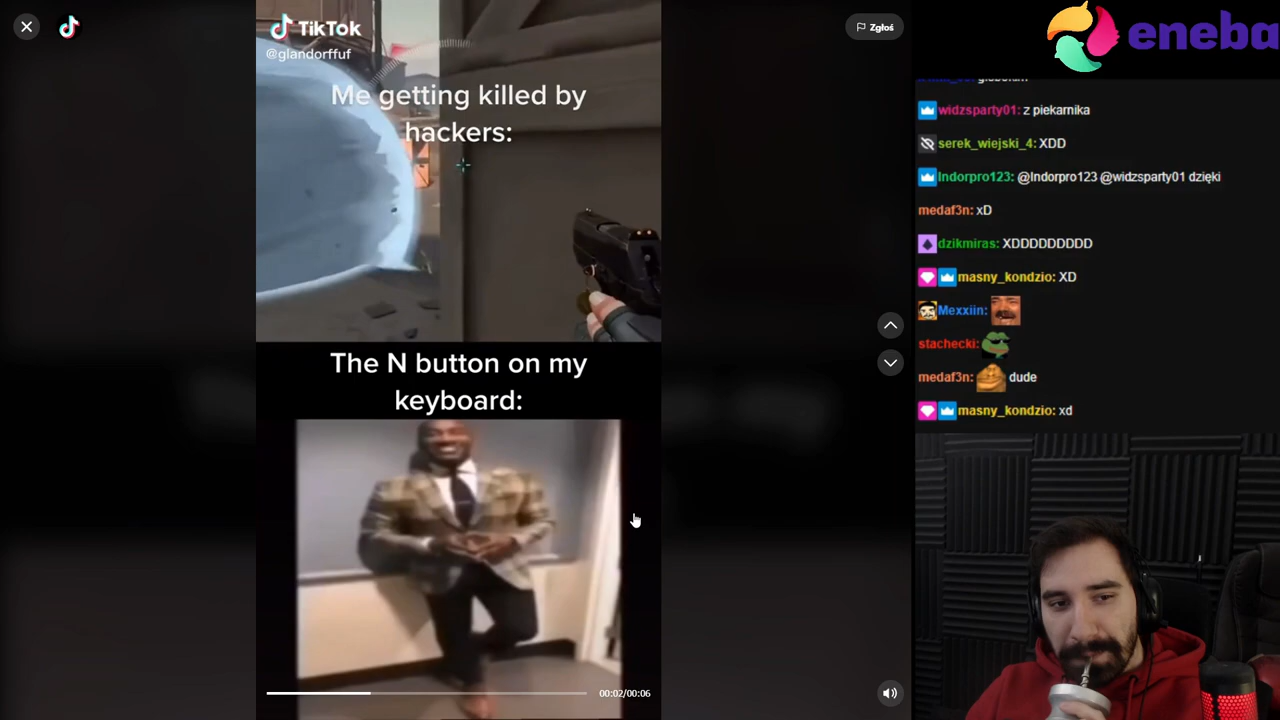 TikTok
@glandorffuf
Me getting killed by
hackers:
The N button on my
keyboard:
00:02/00:06
Zgłoś
eneba
widzsparty01: z piekarnika
serek_wiejski_4: XDD
Indorpro123: @Indorpro123 @widzsparty01 dzięki
medaf3n: xD
dzikmiras: XDDDDDDDDD
masny_kondzio: XD
Mexxiin:
stachecki:
medaf3n: dude
masny_kondzio: xd